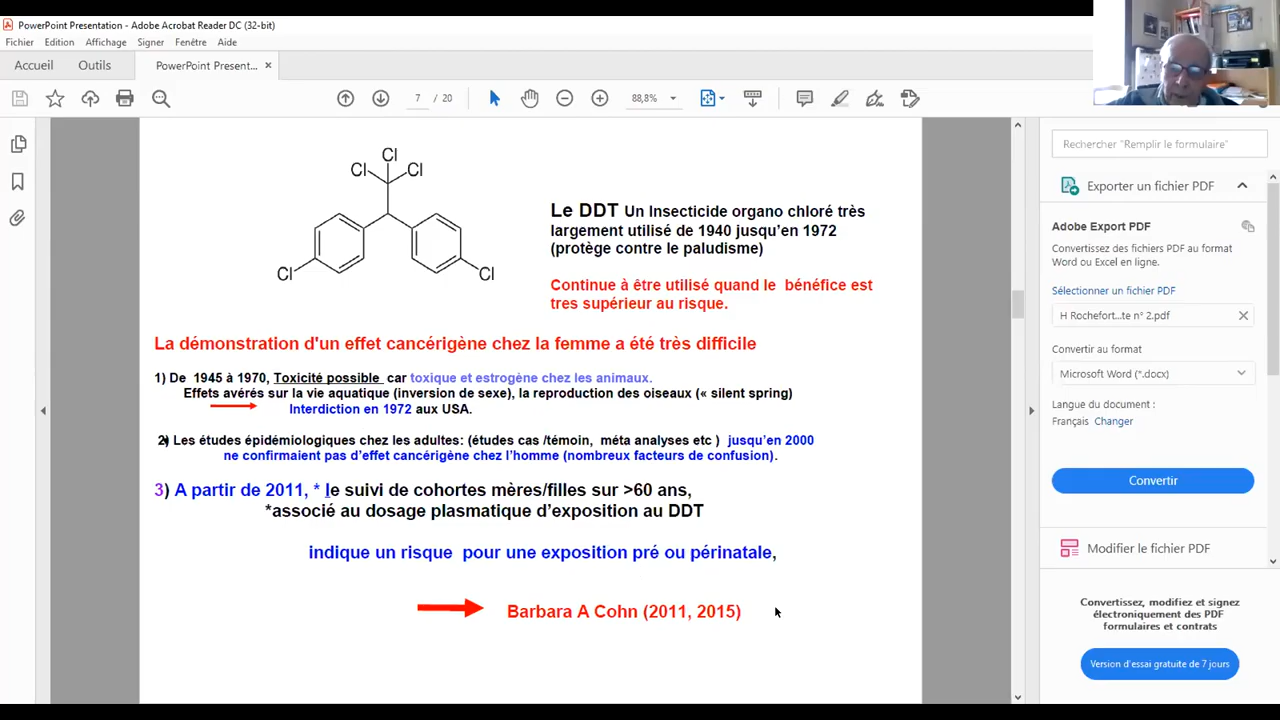 PowerPoint Presentation - Adobe Acrobat Reader DC (32-bit)
Fichier Edition Affichage Signer Fenêtre Aide
Accueil Outils PowerPoint Present... ×
7 / 20 88,8%
Cl
Cl Cl
Cl Cl
Le DDT Un Insecticide organo chloré très
largement utilisé de 1940 jusqu'en 1972
(protège contre le paludisme)
Continue à être utilisé quand le bénéfice est
tres supérieur au risque.
La démonstration d'un effet cancérigène chez la femme a été très difficile
1) De 1945 à 1970, Toxicité possible car toxique et estrogène chez les animaux.
Effets avérés sur la vie aquatique (inversion de sexe), la reproduction des oiseaux (« silent spring)
Interdiction en 1972 aux USA.
2) Les études épidémiologiques chez les adultes: (études cas /témoin, méta analyses etc ) jusqu'en 2000
ne confirmaient pas d'effet cancérigène chez l'homme (nombreux facteurs de confusion).
3) A partir de 2011, * le suivi de cohortes mères/filles sur >60 ans,
*associé au dosage plasmatique d'exposition au DDT
indique un risque pour une exposition pré ou périnatale,
Barbara A Cohn (2011, 2015)
Rechercher "Remplir le formulaire"
Exporter un fichier PDF
Adobe Export PDF
Convertissez des fichiers PDF au format
Word ou Excel en ligne.
Sélectionner un fichier PDF
H Rochefort...te n° 2.pdf
Convertir au format
Microsoft Word (*.docx)
Langue du document :
Français Changer
Convertir
Modifier le fichier PDF
Convertissez, modifiez et signez
électroniquement des PDF
formulaires et contrats
Version d'essai gratuite de 7 jours